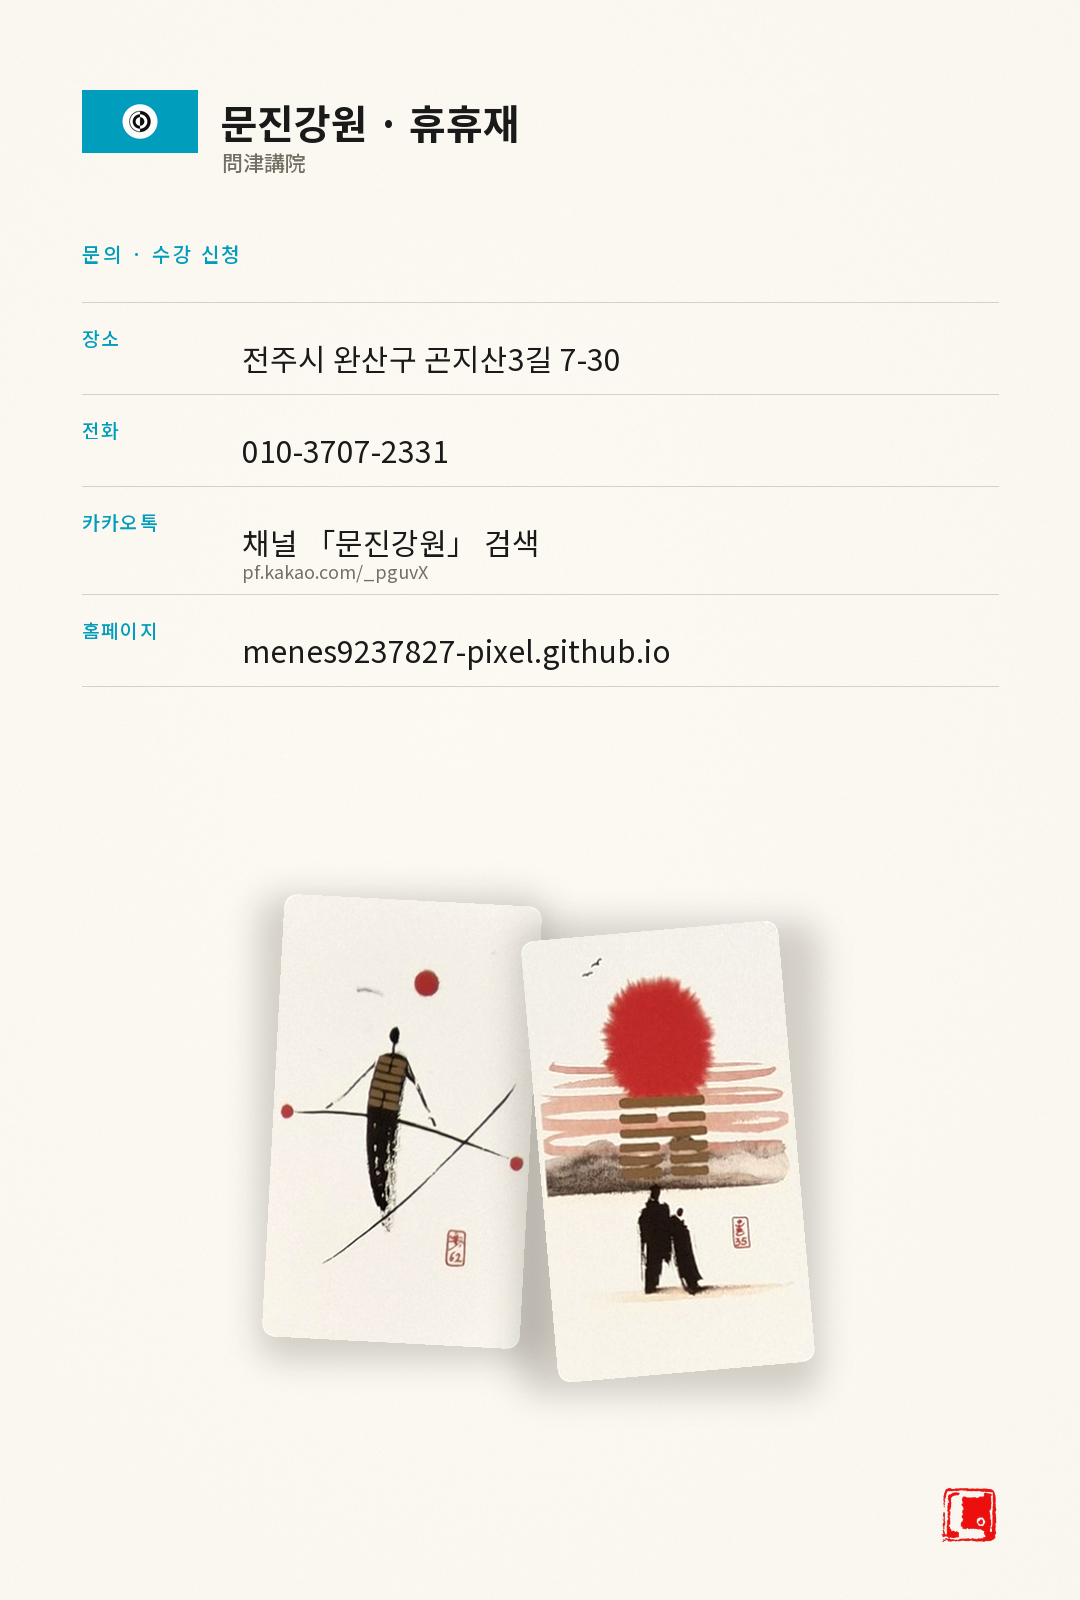 문진강원 · 휴휴재
問津講院
문의 · 수강 신청
장소
전주시 완산구 곤지산3길 7-30
전화
010-3707-2331
카카오톡
채널 「문진강원」 검색
pf.kakao.com/_pguvX
홈페이지
menes9237827-pixel.github.io
62
35